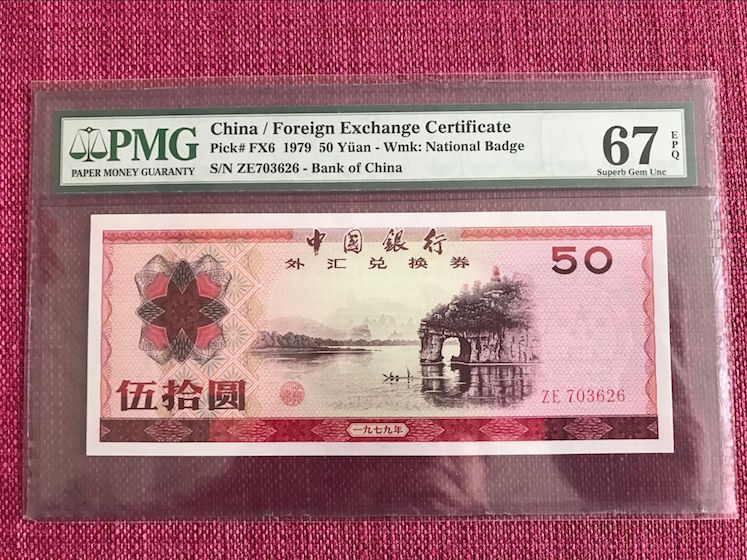 PMG
PAPER MONEY GUARANTY
China / Foreign Exchange Certificate
Pick# FX6 1979 50 Yüan - Wmk: National Badge
S/N ZE703626 - Bank of China
67
EPQ
Superb Gem Unc
中國銀行
外汇兑换券
50
伍拾圆
ZE 703626
一九七九年